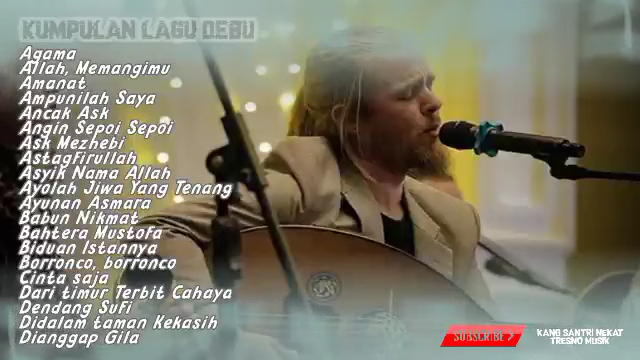 KUMPULAN LAGU DEBU
Agama
Allah, Memangimu
Amanat
Ampunilah Saya
Ancak Ask
Angin Sepoi Sepoi
Ask Mezhebi
Astagfirullah
Asyik Nama Allah
Ayolah Jiwa Yang Tenang
Ayunan Asmara
Babun Nikmat
Bahtera Mustofa
Biduan Istannya
Borronco, borronco
Cinta saja
Dari timur Terbit Cahaya
Dendang Sufi
Didalam taman Kekasih
Dianggap Gila
SUBSCRIBE
KANG SANTRI NEKAT
TRESNO MUSIK